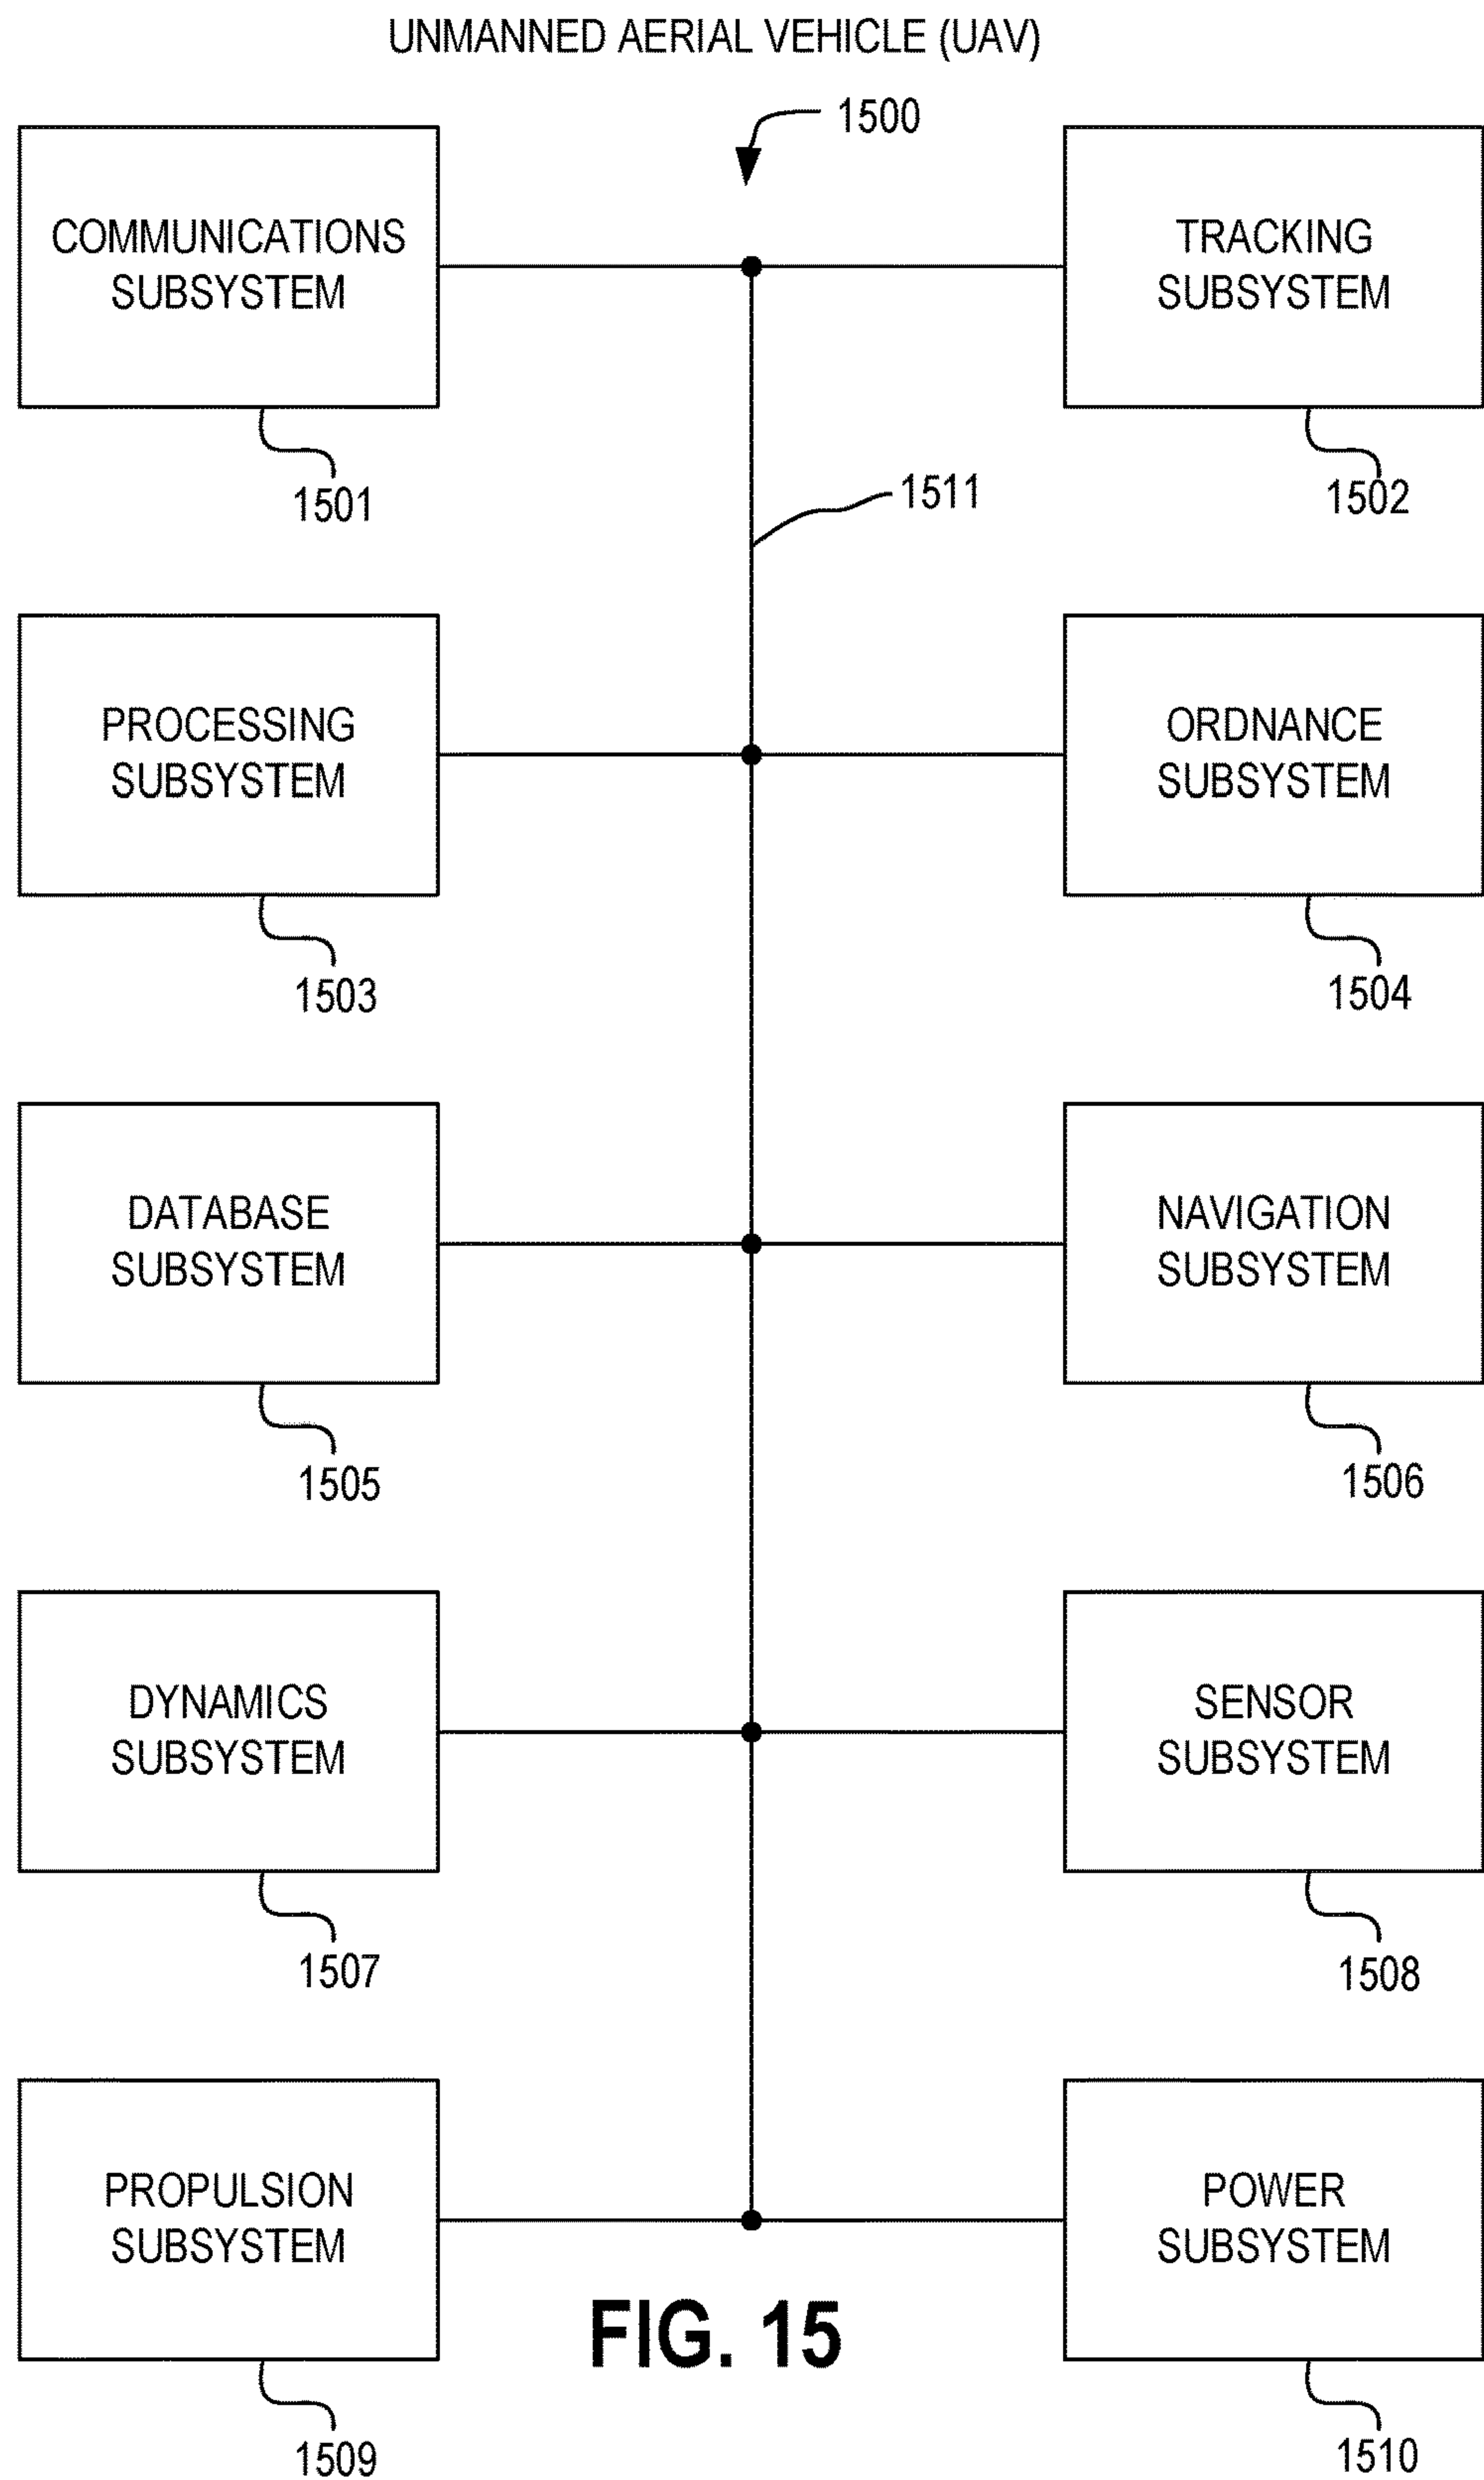 UNMANNED AERIAL VEHICLE (UAV)
1500
COMMUNICATIONS
SUBSYSTEM
1501
TRACKING
SUBSYSTEM
1502
1511
PROCESSING
SUBSYSTEM
1503
ORDNANCE
SUBSYSTEM
1504
DATABASE
SUBSYSTEM
1505
NAVIGATION
SUBSYSTEM
1506
DYNAMICS
SUBSYSTEM
1507
SENSOR
SUBSYSTEM
1508
PROPULSION
SUBSYSTEM
1509
POWER
SUBSYSTEM
1510
FIG. 15